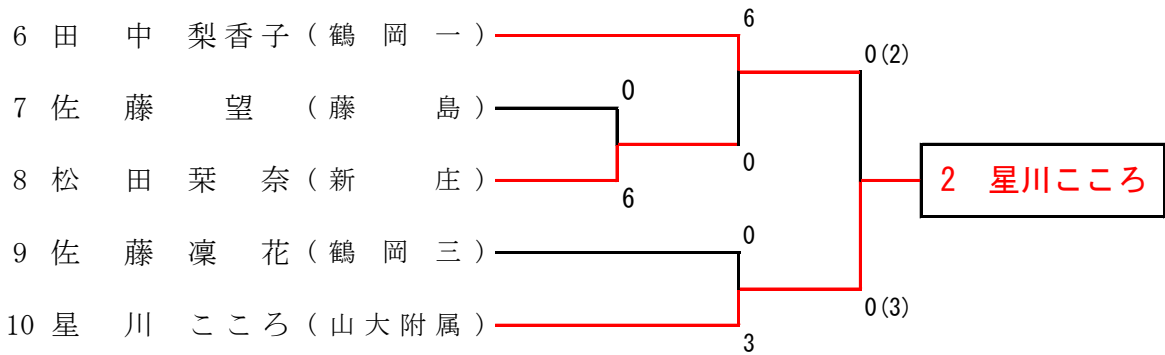 6
6 田中梨香子(鶴岡一)
0(2)
0
7 佐藤望(藤島)
0
2 星川こころ
8 松田栞奈(新庄)
6
0
9 佐藤凜花(鶴岡三)
0(3)
10 星川こころ(山大附属)
3